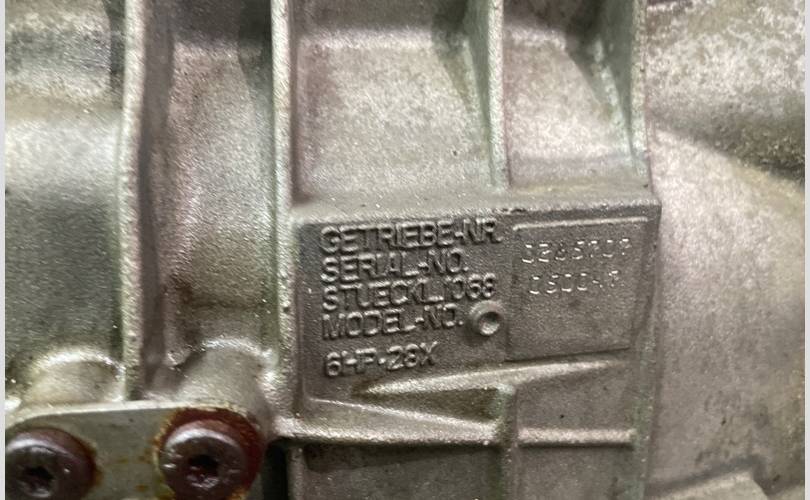 GETRIEBE-NR.
SERIAL-NO.
STUECKL.1068
MODEL-NO.
6HP-28X